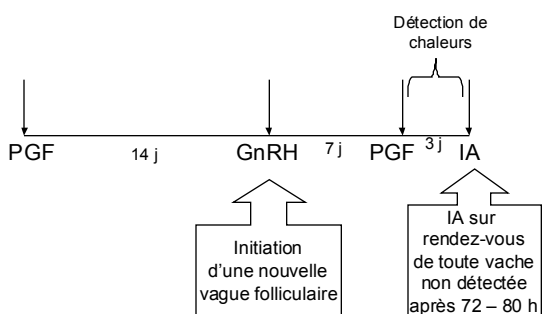 Détection de
chaleurs
PGF 14 j GnRH 7 j PGF 3 j IA
Initiation
d'une nouvelle
vague folliculaire
IA sur
rendez-vous
de toute vache
non détectée
après 72 – 80 h